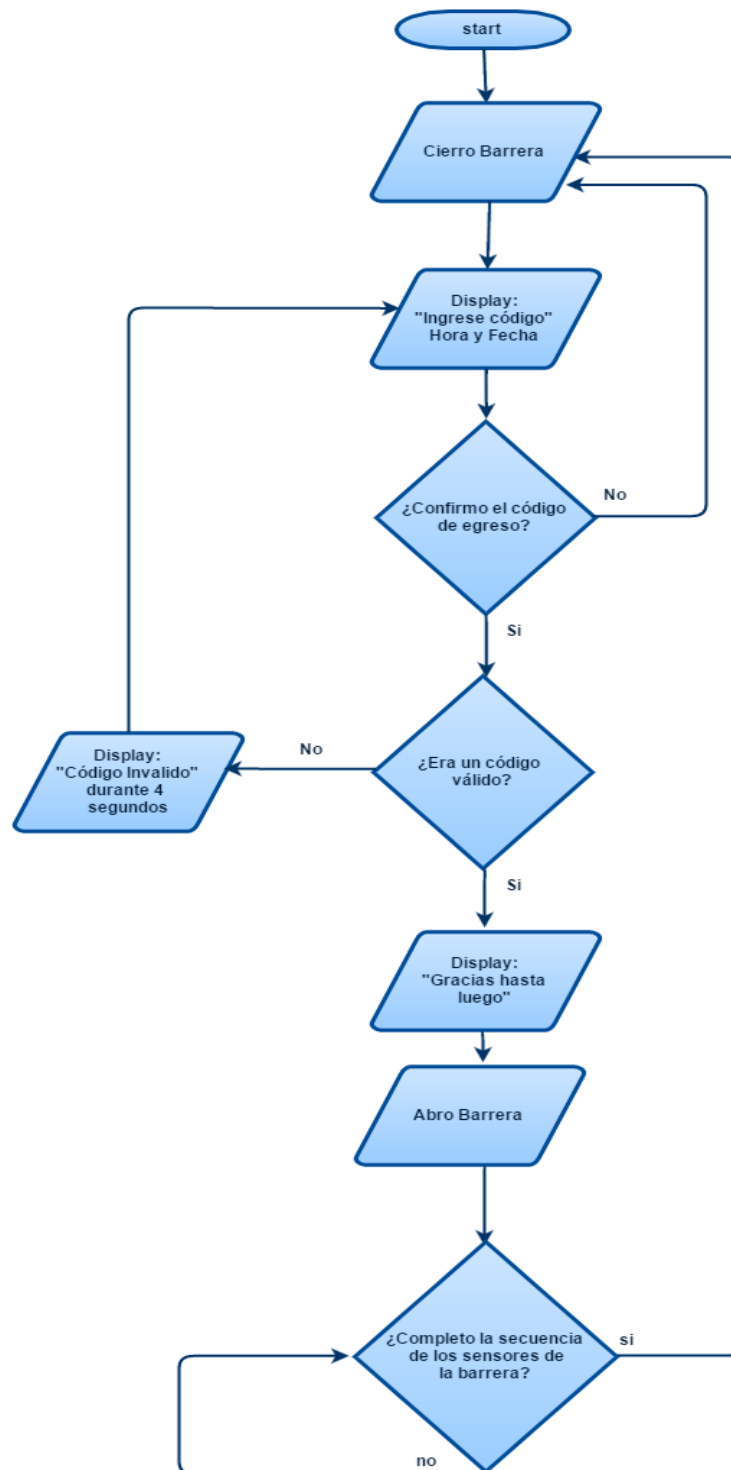 start
Cierro Barrera
Display:
"Ingrese código"
Hora y Fecha
¿Confirmo el código
de egreso?
No
Si
¿Era un código
válido?
No
Display:
"Código Invalido"
durante 4
segundos
Si
Display:
"Gracias hasta
luego"
Abro Barrera
¿Completo la secuencia
de los sensores de
la barrera?
si
no